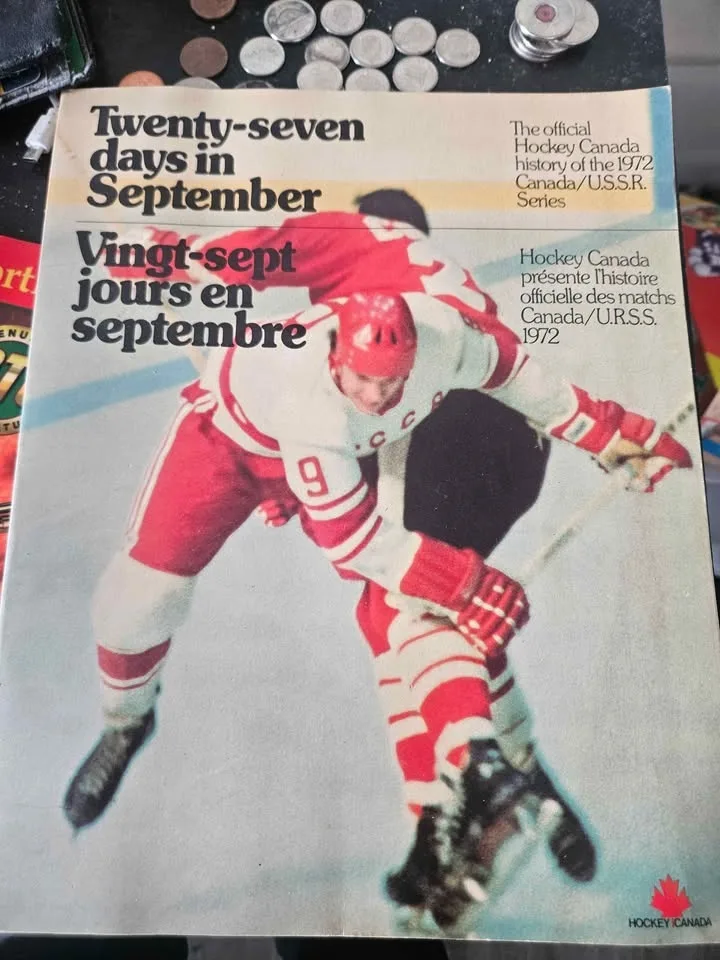 Twenty-seven
days in
September
The official
Hockey Canada
history of the 1972
Canada/U.S.S.R.
Series
Vingt-sept
jours en
septembre
Hockey Canada
présente l'histoire
officielle des matchs
Canada/U.R.S.S.
1972
CCCP
9
HOCKEY CANADA